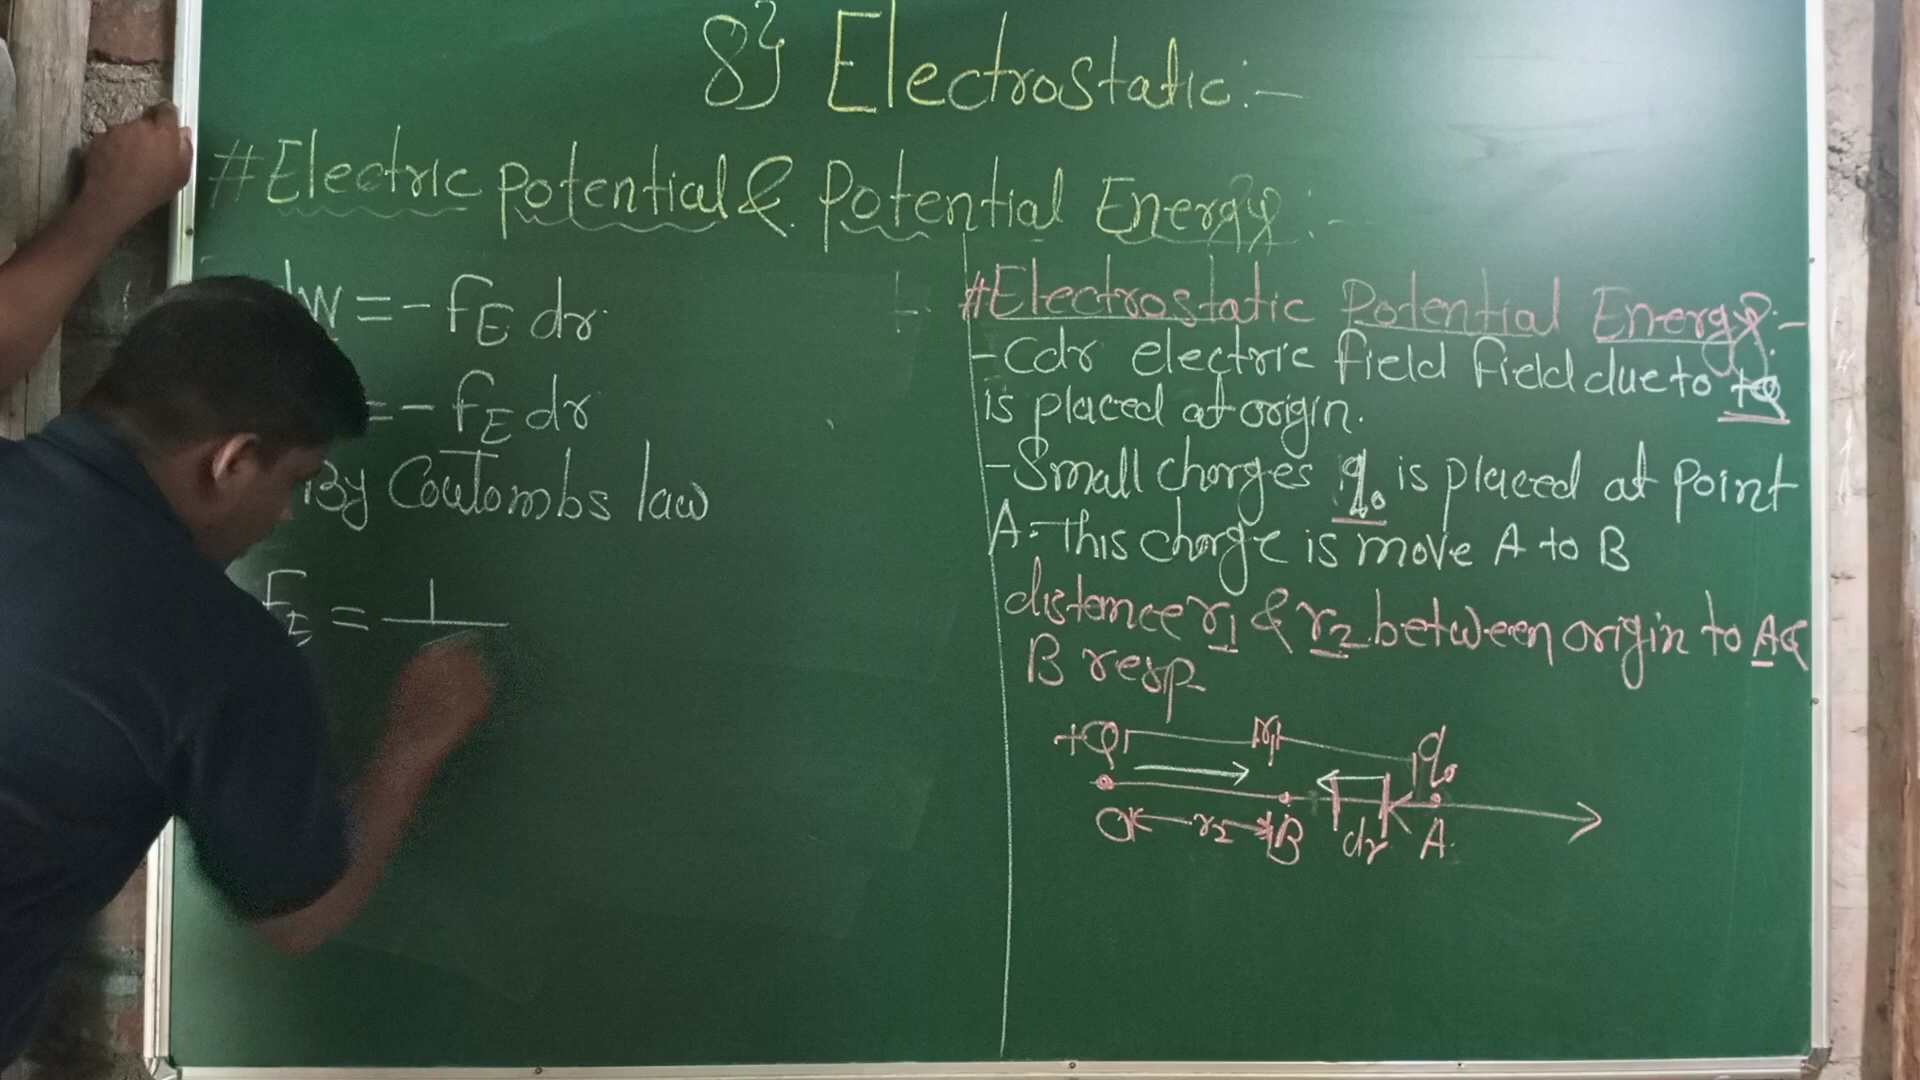 8} Electrostatic:-
#Electric potential & Potential Energy:-
dW = -FE dr
= -FE dr
By Coulombs law
FE = 1
#Electrostatic Potential Energy:-
-Cdr electric field field due to +Q
is placed at origin.
-Small charges q₀ is placed at point
A. This charge is move A to B
distance r1 & r2 between origin to A &
B resp.
+Q r1 q₀
O r2 B dr A